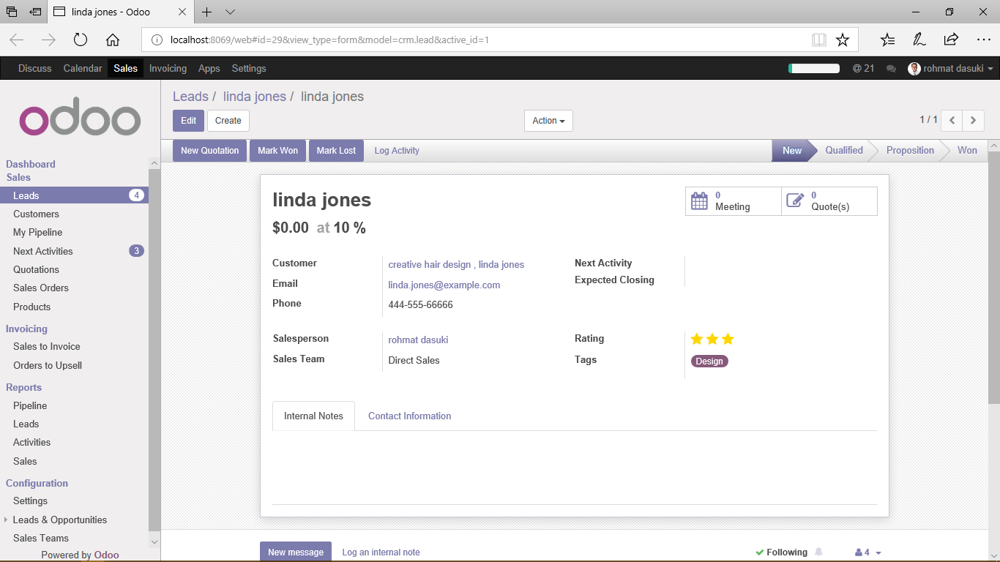 linda jones - Odoo
localhost:8069/web#id=29&view_type=form&model=crm.lead&active_id=1
Discuss Calendar Sales Invoicing Apps Settings @ 21 rohmat dasuki
odoo
Leads / linda jones / linda jones
Edit Create Action 1 / 1
New Quotation Mark Won Mark Lost Log Activity New Qualified Proposition Won
Dashboard
Sales
Leads 4
Customers
My Pipeline
Next Activities 3
Quotations
Sales Orders
Products
Invoicing
Sales to Invoice
Orders to Upsell
Reports
Pipeline
Leads
Activities
Sales
Configuration
Settings
Leads & Opportunities
Sales Teams
Powered by Odoo
linda jones
0 Meeting
0 Quote(s)
$0.00 at 10 %
Customer creative hair design , linda jones
Email linda.jones@example.com
Phone 444-555-66666
Next Activity
Expected Closing
Salesperson rohmat dasuki
Sales Team Direct Sales
Rating
Tags Design
Internal Notes Contact Information
New message Log an internal note Following 4